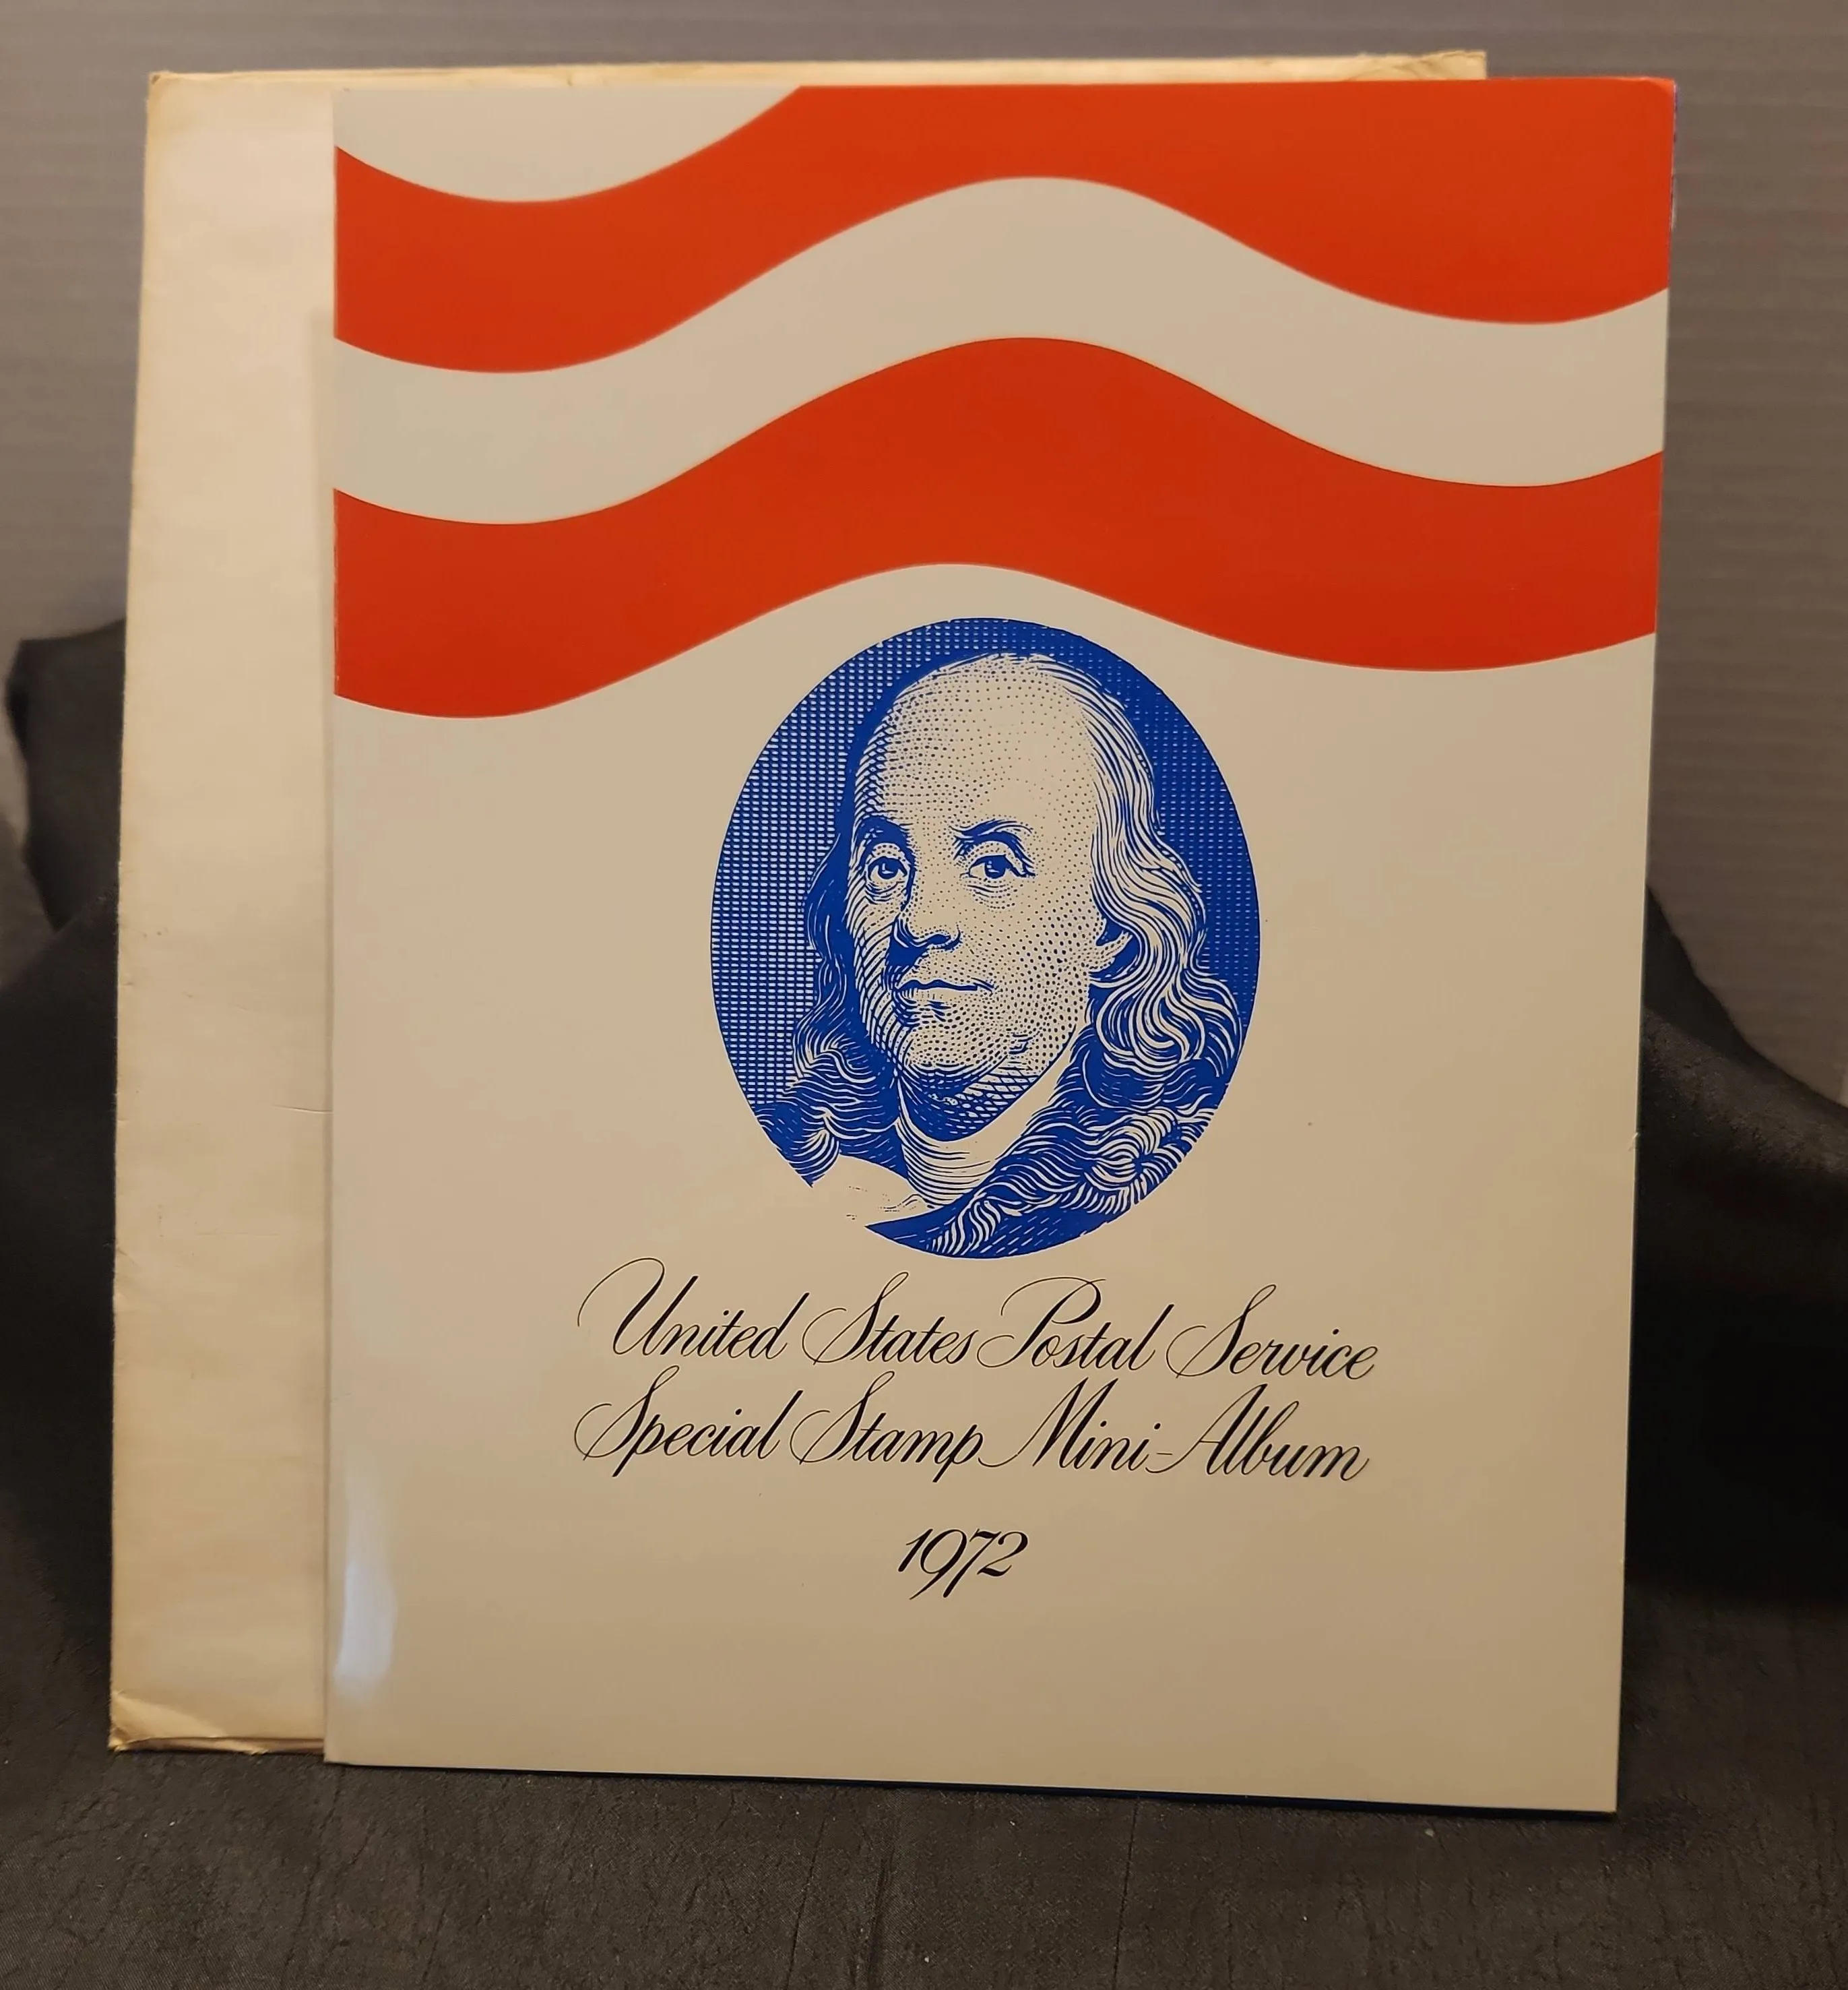 United States Postal Service
Special Stamp Mini-Album
1972